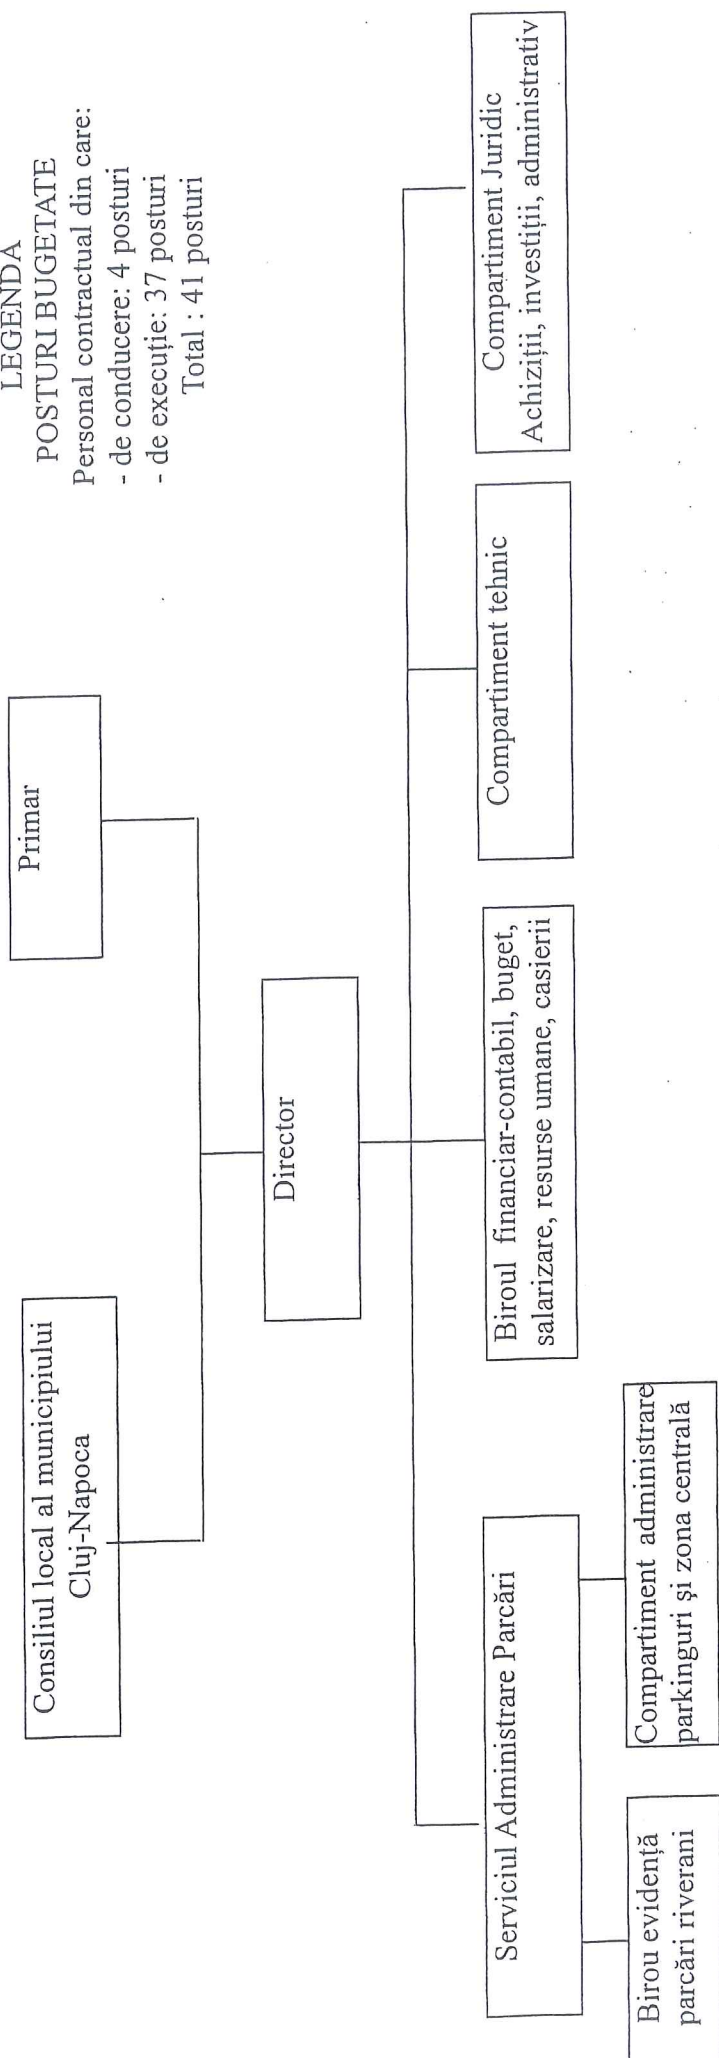 LEGENDA
POSTURI BUGETATE
Personal contractual din care:
- de conducere: 4 posturi
- de execuție: 37 posturi
Total : 41 posturi
Consiliul local al municipiului
Cluj-Napoca
Primar
Director
Serviciul Administrare Parcări
Biroul financiar-contabil, buget,
salarizare, resurse umane, casierii
Compartiment tehnic
Compartiment Juridic
Achiziții, investiții, administrativ
Birou evidență
parcări riverani
Compartiment administrare
parkinguri și zona centrală